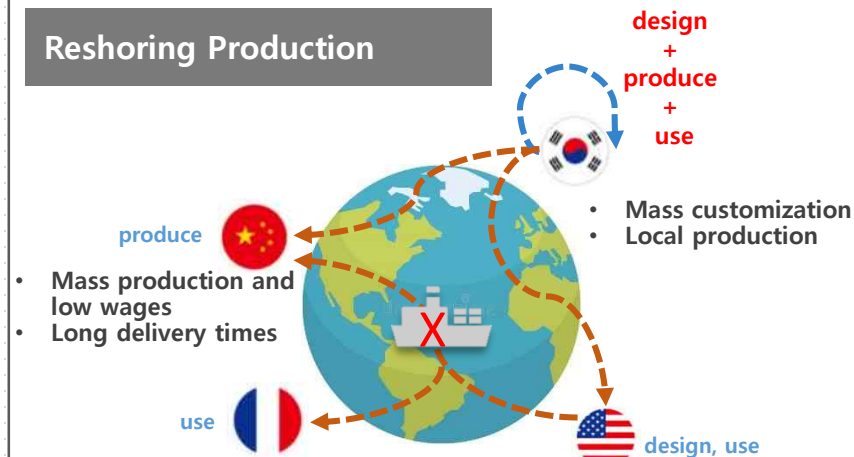 Reshoring Production
design
+
produce
+
use
• Mass customization
• Local production
produce
• Mass production and
low wages
• Long delivery times
X
use
design, use